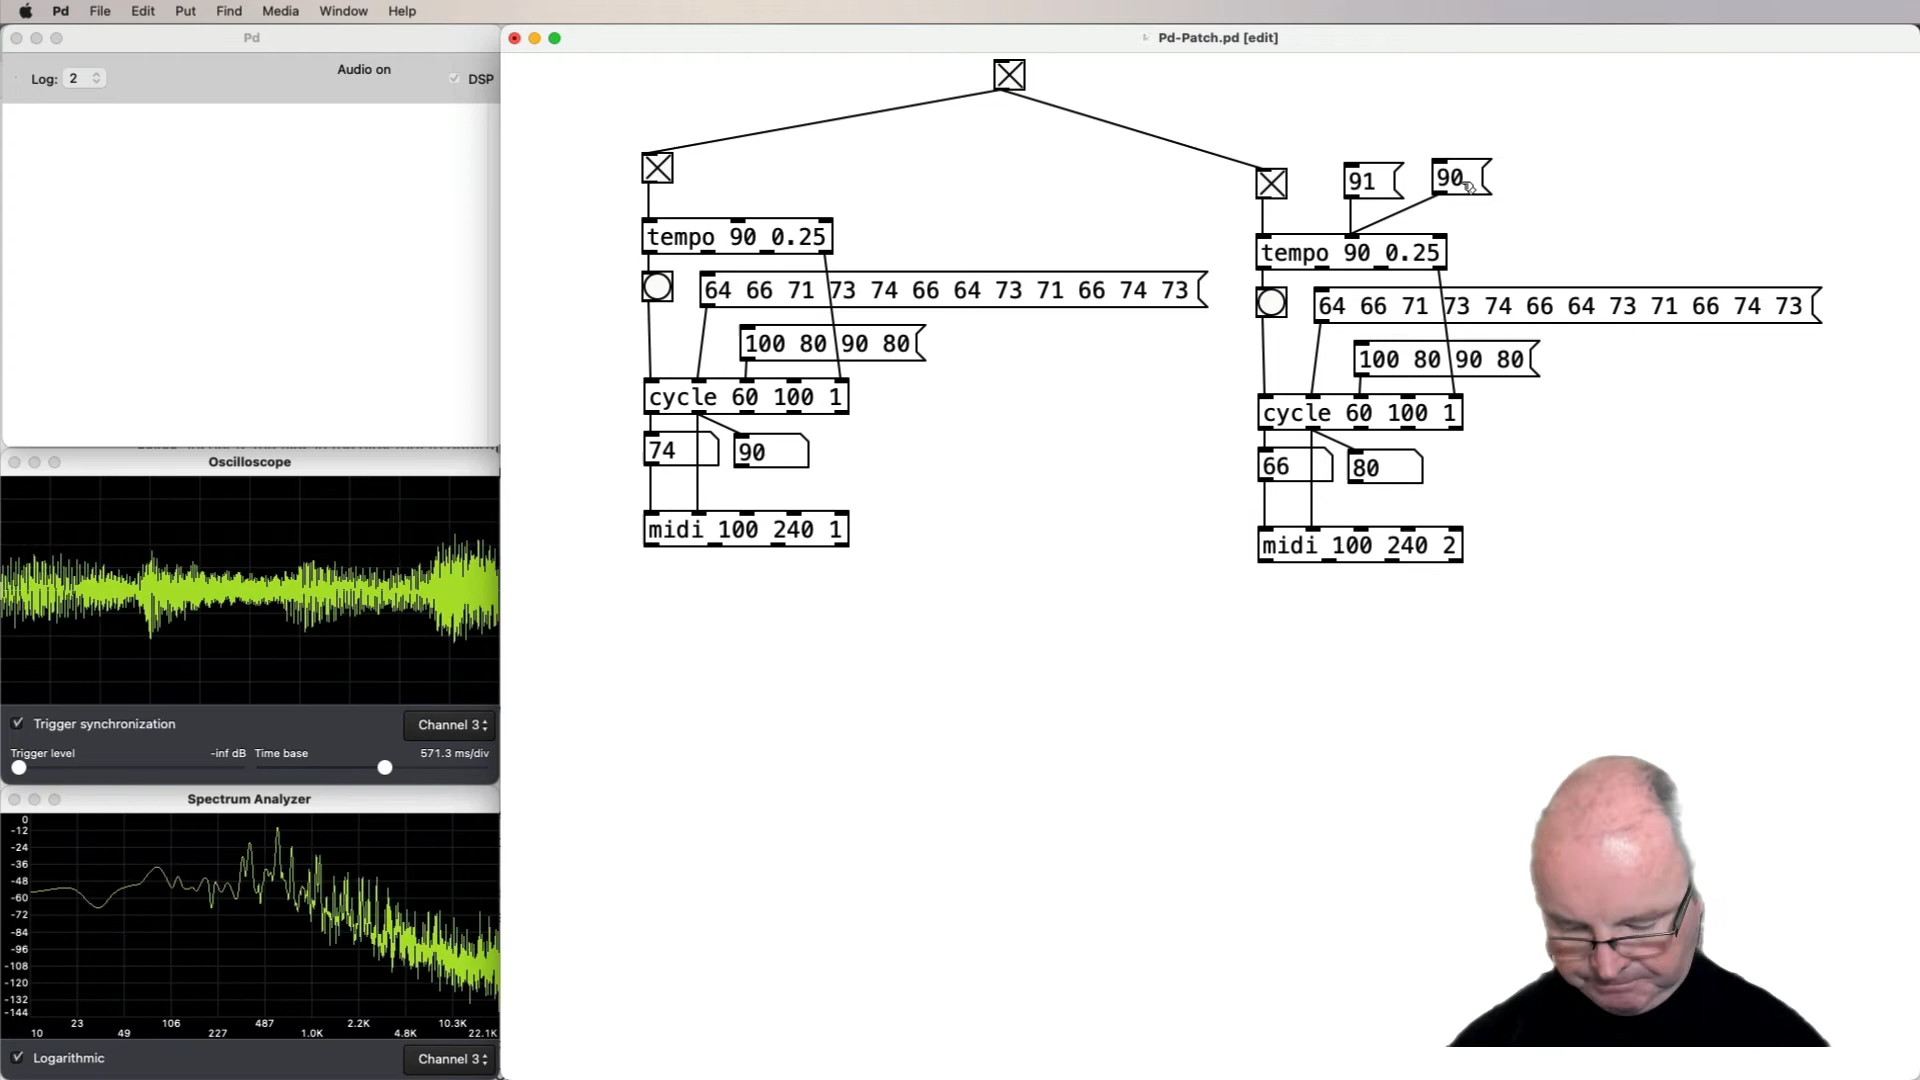 Pd File Edit Put Find Media Window Help
Pd
Log: 2
Audio on
DSP
Oscilloscope
Trigger synchronization
Channel 3
Trigger level
-inf dB
Time base
571.3 ms/div
Spectrum Analyzer
0
-12
-24
-36
-48
-60
-72
-84
-96
-108
-120
-132
-144
23 106 487 2.2K 10.3K
10 49 227 1.0K 4.8K 22.1K
Logarithmic
Channel 3
Pd-Patch.pd [edit]
tempo 90 0.25
64 66 71 73 74 66 64 73 71 66 74 73
100 80 90 80
cycle 60 100 1
74
90
midi 100 240 1
91
90
tempo 90 0.25
64 66 71 73 74 66 64 73 71 66 74 73
100 80 90 80
cycle 60 100 1
66
80
midi 100 240 2